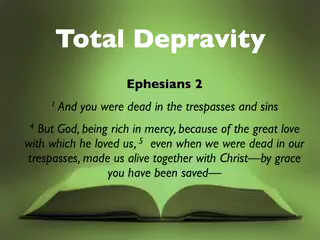 Total Depravity
Ephesians 2
1 And you were dead in the trespasses and sins
4 But God, being rich in mercy, because of the great love
with which he loved us, 5 even when we were dead in our
trespasses, made us alive together with Christ—by grace
you have been saved—